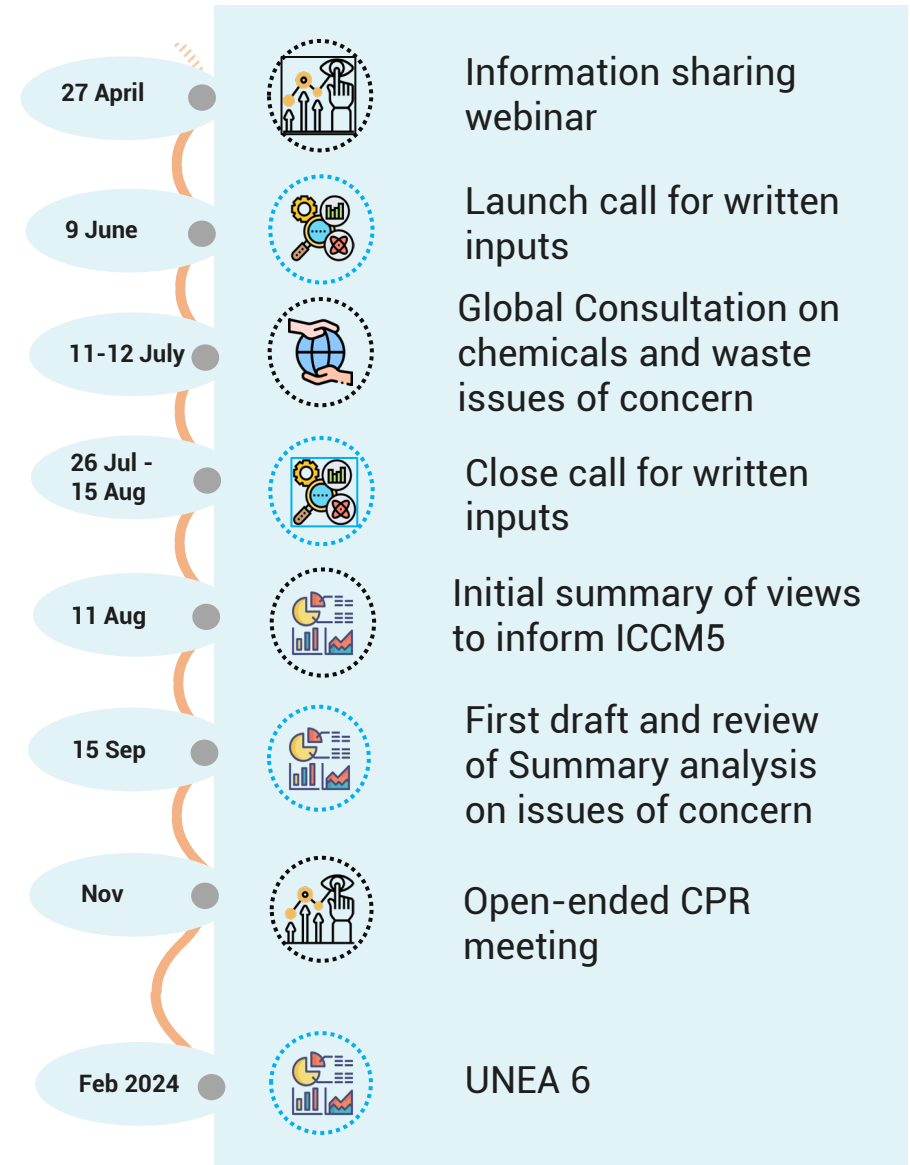 27 April
Information sharing
webinar
9 June
Launch call for written
inputs
11-12 July
Global Consultation on
chemicals and waste
issues of concern
26 Jul -
15 Aug
Close call for written
inputs
11 Aug
Initial summary of views
to inform ICCM5
15 Sep
First draft and review
of Summary analysis
on issues of concern
Nov
Open-ended CPR
meeting
Feb 2024
UNEA 6